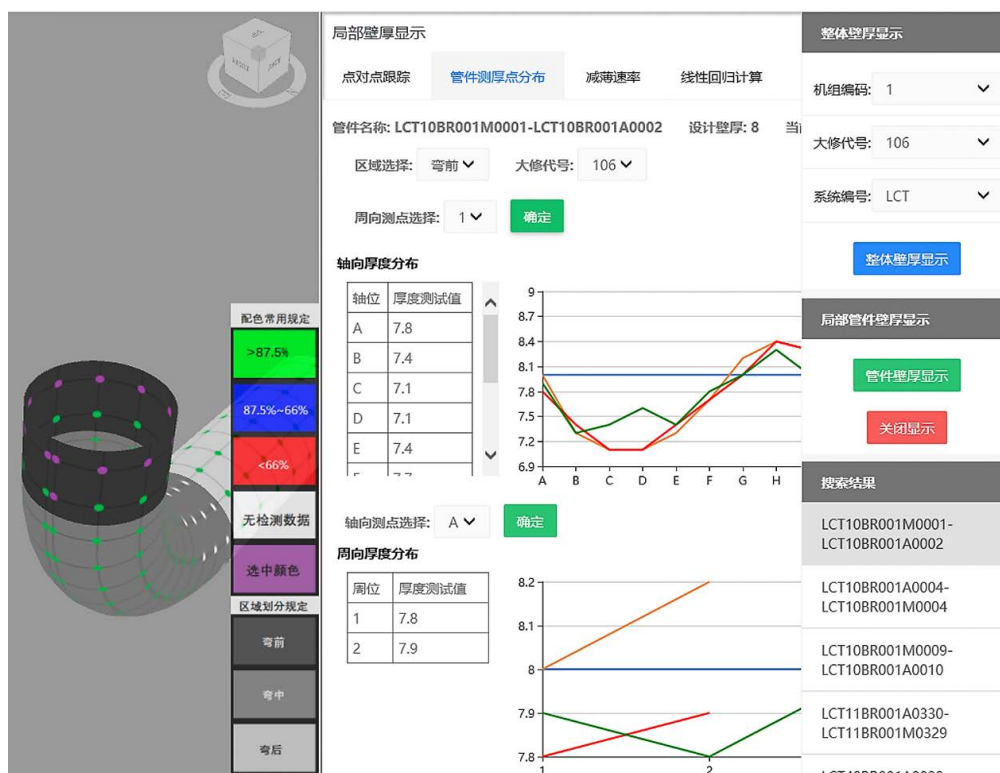 局部壁厚显示
点对点跟踪 管件测厚点分布 减薄速率 线性回归计算
管件名称: LCT10BR001M0001-LCT10BR001A0002 设计壁厚: 8 当
区域选择: 弯前 大修代号: 106
周向测点选择: 1 确定
轴向厚度分布
轴位 厚度测试值
A 7.8
B 7.4
C 7.1
D 7.1
E 7.4
9
8.7
8.4
8.1
7.8
7.5
7.2
6.9
A B C D E F G H
轴向测点选择: A 确定
周向厚度分布
周位 厚度测试值
1 7.8
2 7.9
8.2
8.1
8
7.9
7.8
1 2
配色常用规定
>87.5%
87.5%~66%
<66%
无检测数据
选中颜色
区域划分规定
弯前
弯中
弯后
整体壁厚显示
机组编码: 1
大修代号: 106
系统编号: LCT
整体壁厚显示
局部管件壁厚显示
管件壁厚显示
关闭显示
搜索结果
LCT10BR001M0001-
LCT10BR001A0002
LCT10BR001A0004-
LCT10BR001M0004
LCT10BR001M0009-
LCT10BR001A0010
LCT11BR001A0330-
LCT11BR001M0329